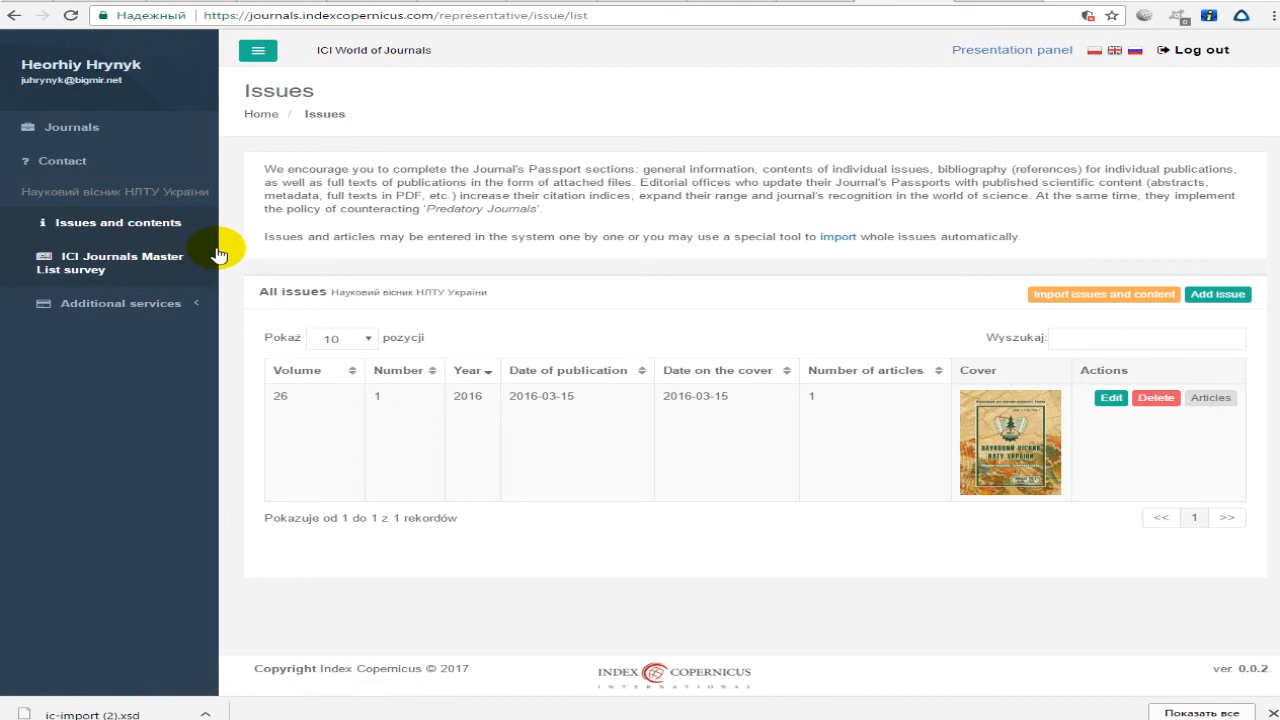 Надежный https://journals.indexcopernicus.com/representative/issue/list
Heorhiy Hrynyk
juhrynyk@bigmir.net
Journals
? Contact
Науковий вісник НЛТУ України
Issues and contents
ICI Journals Master
List survey
Additional services
ICI World of Journals
Presentation panel
Log out
Issues
Home / Issues
We encourage you to complete the Journal's Passport sections: general information, contents of individual issues, bibliography (references) for individual publications,
as well as full texts of publications in the form of attached files. Editorial offices who update their Journal's Passports with published scientific content (abstracts,
metadata, full texts in PDF, etc.) increase their citation indices, expand their range and journal's recognition in the world of science. At the same time, they implement
the policy of counteracting 'Predatory Journals'.
Issues and articles may be entered in the system one by one or you may use a special tool to import whole issues automatically.
All issues Науковий вісник НЛТУ України
Import issues and content
Add issue
Pokaż 10 pozycji
Wyszukaj:
Volume Number Year Date of publication Date on the cover Number of articles Cover Actions
26 1 2016 2016-03-15 2016-03-15 1 Edit Delete Articles
НАУКОВИЙ ВІСНИК
НЛТУ УКРАЇНИ
Pokazuje od 1 do 1 z 1 rekordów
<< 1 >>
Copyright Index Copernicus © 2017
INDEX COPERNICUS
INTERNATIONAL
ver. 0.0.2.
ic-import (2).xsd
Показать все